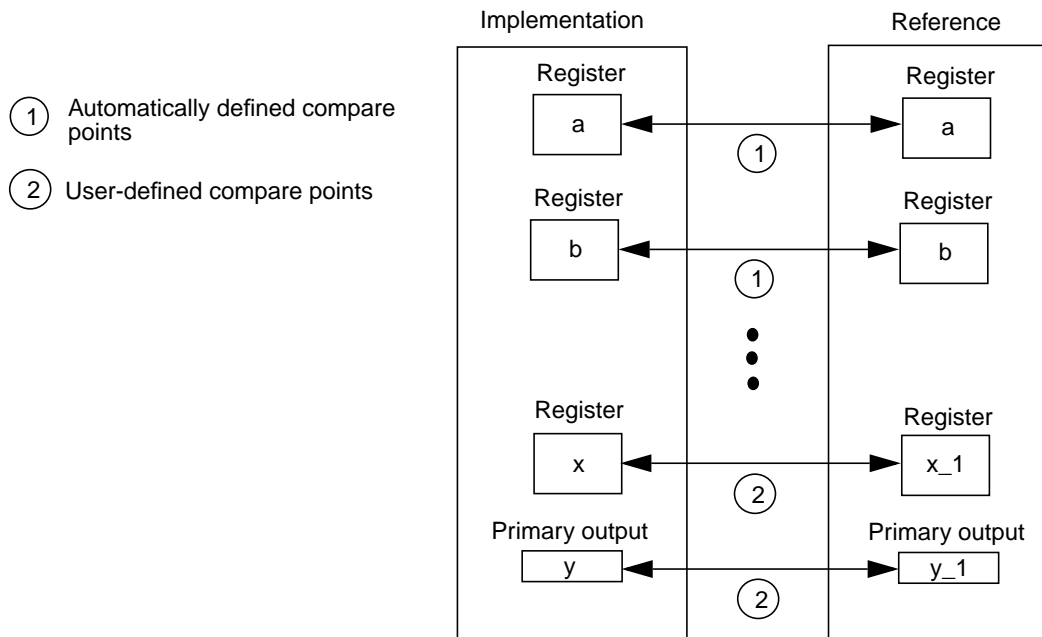 Implementation
Reference
1 Automatically defined compare
points
2 User-defined compare points
Register
Register
a
a
1
Register
Register
b
b
1
Register
Register
x
x_1
2
Primary output
Primary output
y
y_1
2